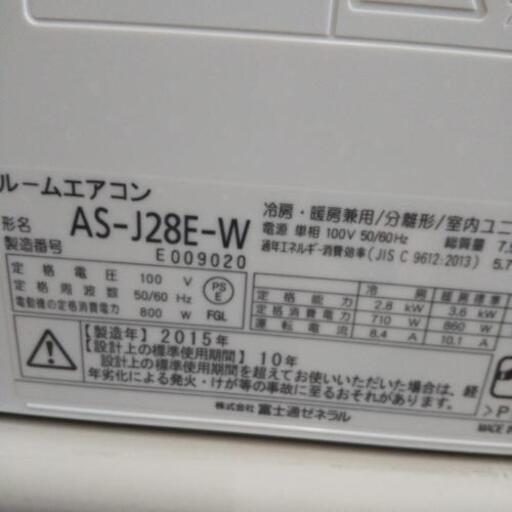 ルームエアコン
形名 AS-J28E-W
製造番号 E009020
冷房・暖房兼用/分離形/室内ユニ
電源 単相 100V 50/60Hz 総質量 7.
通年エネルギー消費効率(JIS C 9612:2013) 5.7
定格電圧 100 V
定格周波数 50/60 Hz
電動機の定格消費電力 800 W
PS
E
FGL
冷房 暖房標準
定格能力 2.8 kW 3.6 kW
定格消費電力 710 W 860 W
運転電流 8.4 A 10.1 A
【製造年】2015年
【設計上の標準使用期間】10年
設計上の標準使用期間を超えてお使いいただいた場合は、経
年劣化による発火・けが等の事故に至るおそれがあります。
株式会社 富士通ゼネラル
>P
MADE